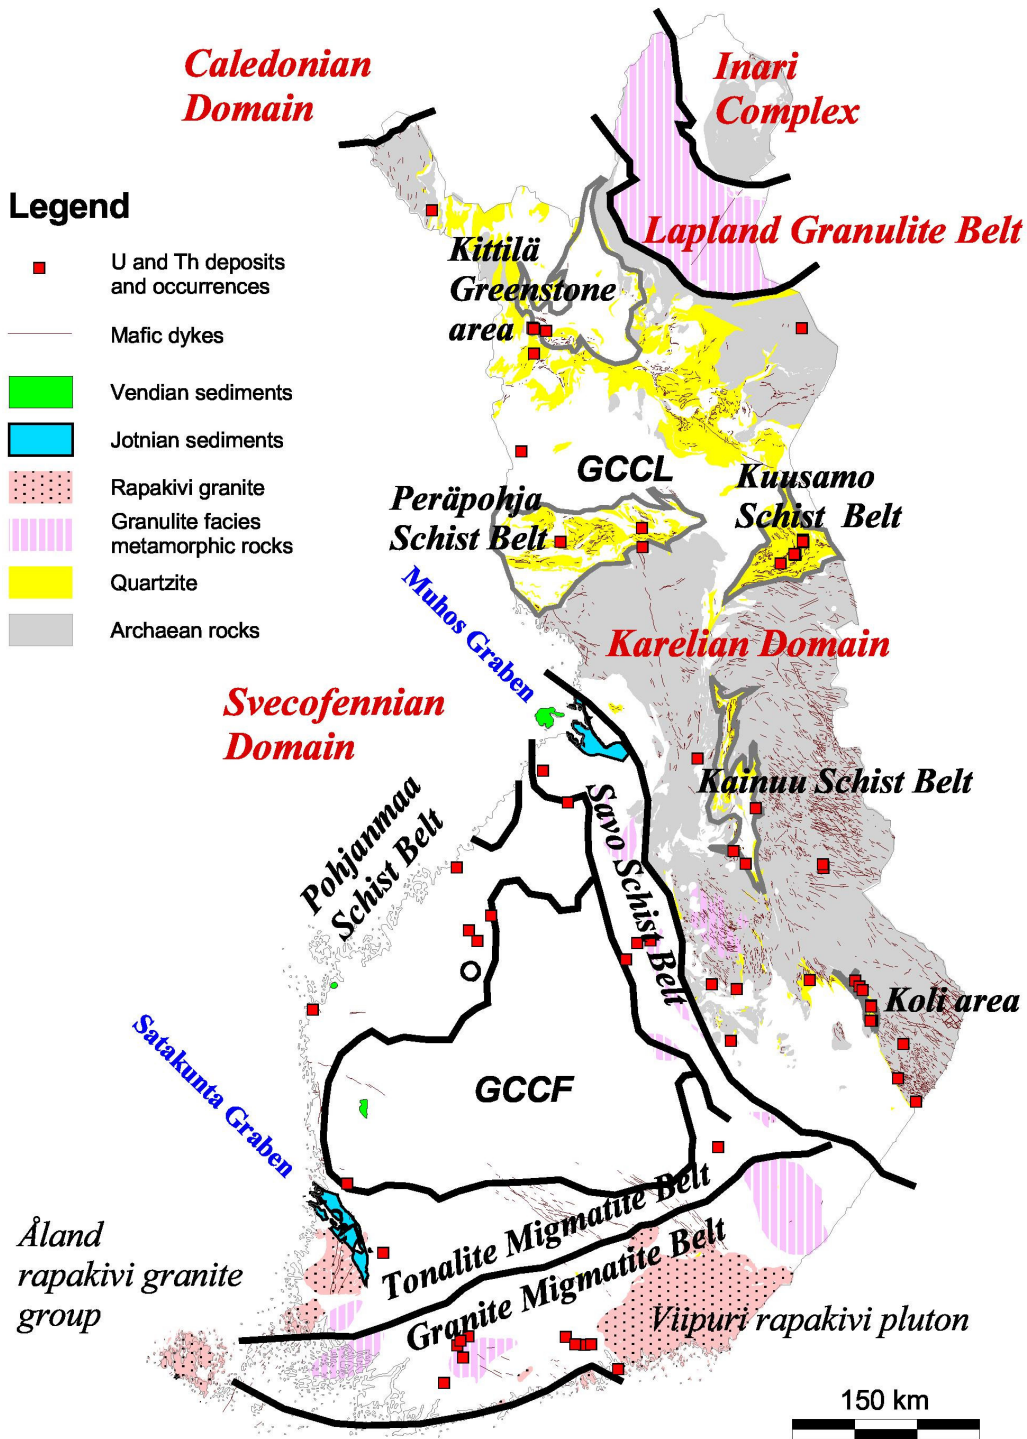 Caledonian
Domain
Inari
Complex
Legend
U and Th deposits
and occurrences
Mafic dykes
Vendian sediments
Jotnian sediments
Rapakivi granite
Granulite facies
metamorphic rocks
Quartzite
Archaean rocks
Lapland Granulite Belt
Kittilä
Greenstone
area
GCCL
Kuusamo
Schist Belt
Peräpohja
Schist Belt
Muhos Graben
Karelian Domain
Svecofennian
Domain
Kainuu Schist Belt
Pohjanmaa
Schist Belt
Savo Schist Belt
Koli area
Satakunta Graben
GCCF
Tonalite Migmatite Belt
Granite Migmatite Belt
Åland
rapakivi granite
group
Viipuri rapakivi pluton
150 km